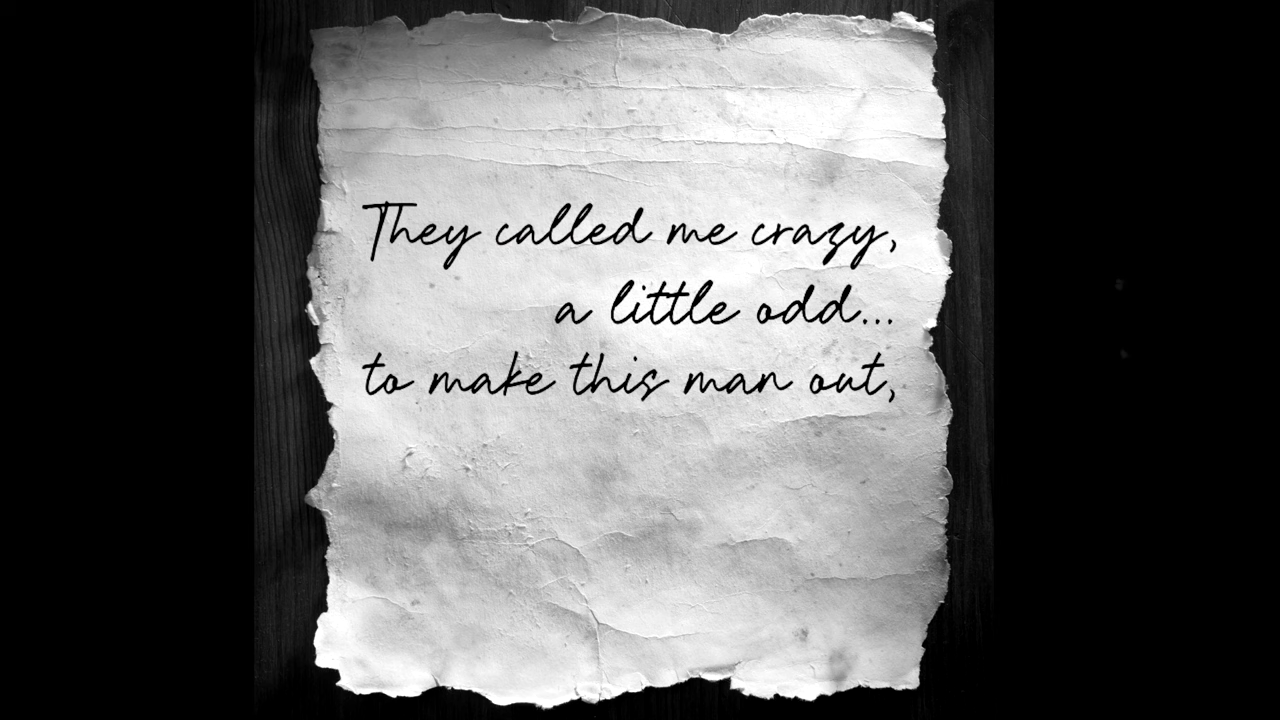 They called me crazy,
a little odd...
to make this man out,